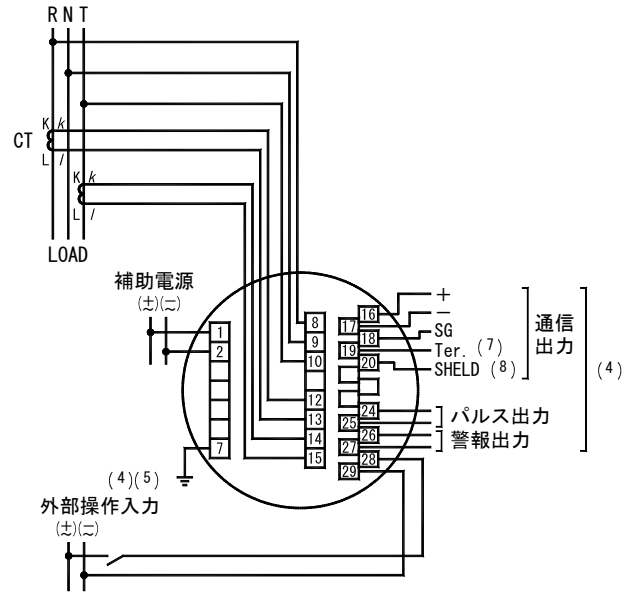 R N T
K k
CT
L l
K k
L l
LOAD
補助電源
(±)(=)
1
2
7
8
9
10
12
13
14
15
16
17
18
19
20
24
25
26
27
28
29
+
−
SG
Ter. (7)
SHELD (8)
通信
出力
(4)
パルス出力
警報出力
(4)(5)
外部操作入力
(±)(=)